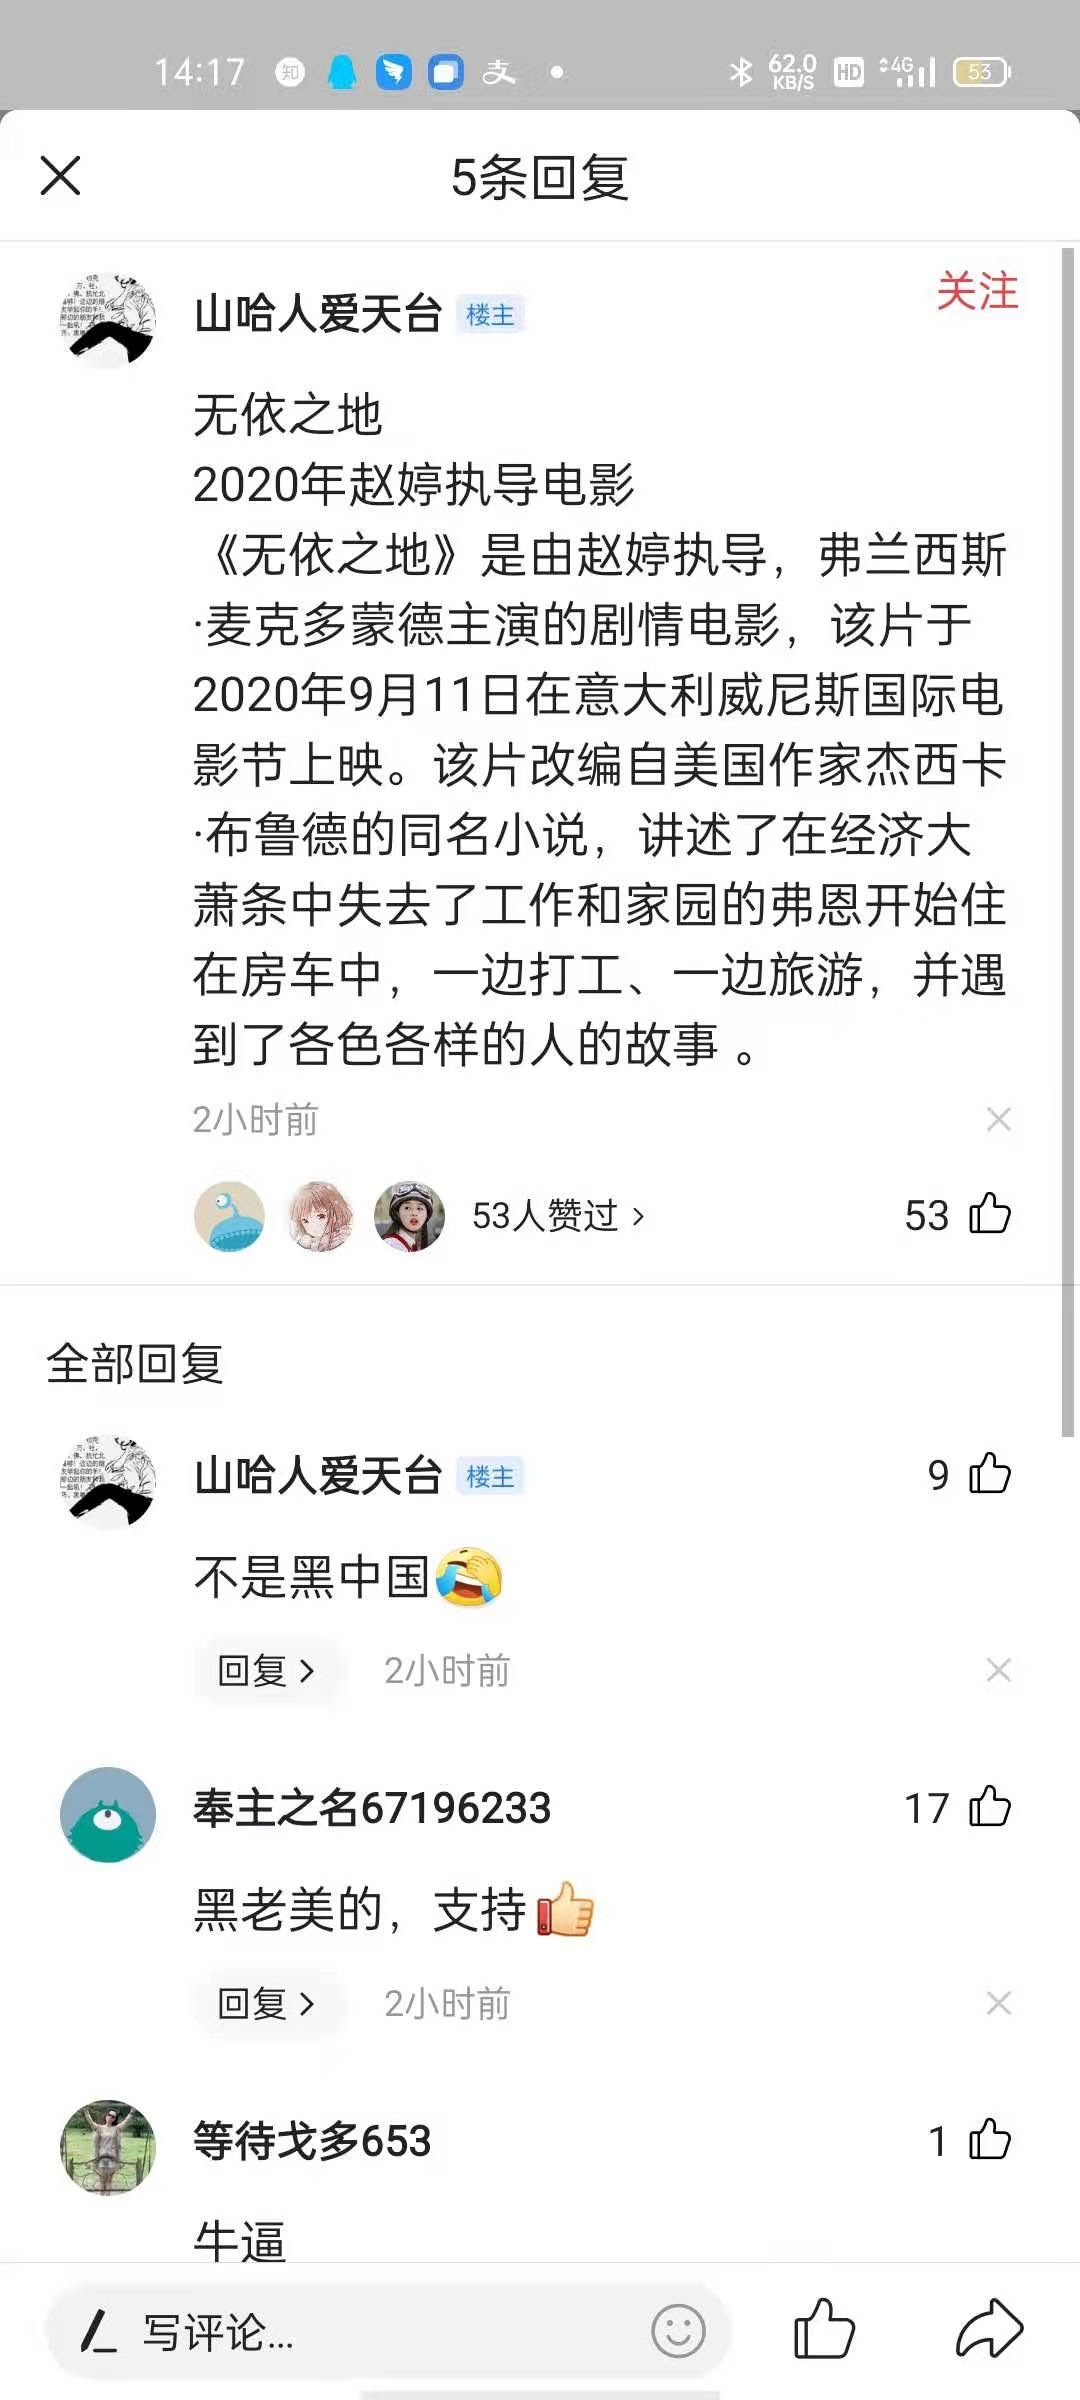 14:17
知
支
62.0
KB/S
HD
4G
53
5条回复
山哈人爱天台
楼主
关注
无依之地
2020年赵婷执导电影
《无依之地》是由赵婷执导，弗兰西斯
·麦克多蒙德主演的剧情电影，该片于
2020年9月11日在意大利威尼斯国际电
影节上映。该片改编自美国作家杰西卡
·布鲁德的同名小说，讲述了在经济大
萧条中失去了工作和家园的弗恩开始住
在房车中，一边打工、一边旅游，并遇
到了各色各样的人的故事 。
2小时前
53人赞过
53
全部回复
山哈人爱天台
楼主
9
不是黑中国🤣
回复
2小时前
奉主之名67196233
17
黑老美的，支持👍
回复
2小时前
等待戈多653
1
牛逼
写评论...